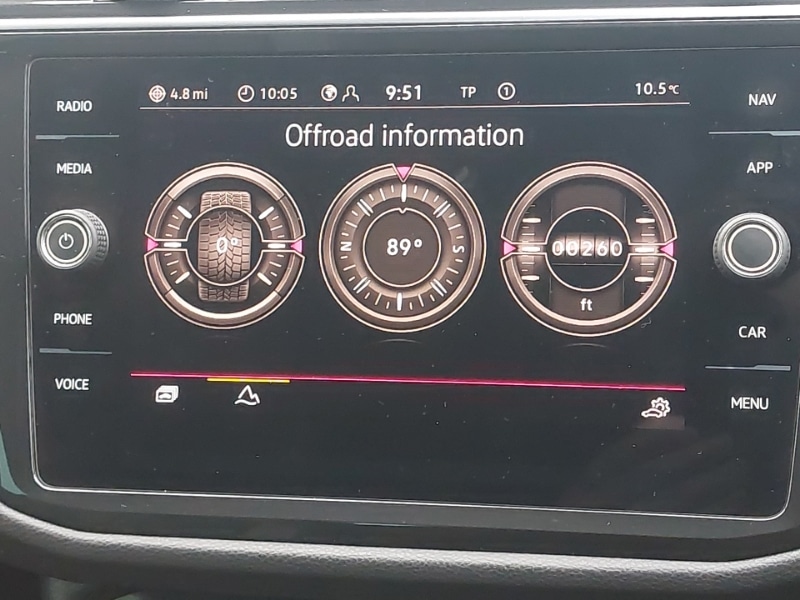 RADIO
MEDIA
PHONE
VOICE
4.8 mi 10:05 9:51 TP 1 10.5°C
Offroad information
0°
N 89° S
00260
ft
NAV
APP
CAR
MENU